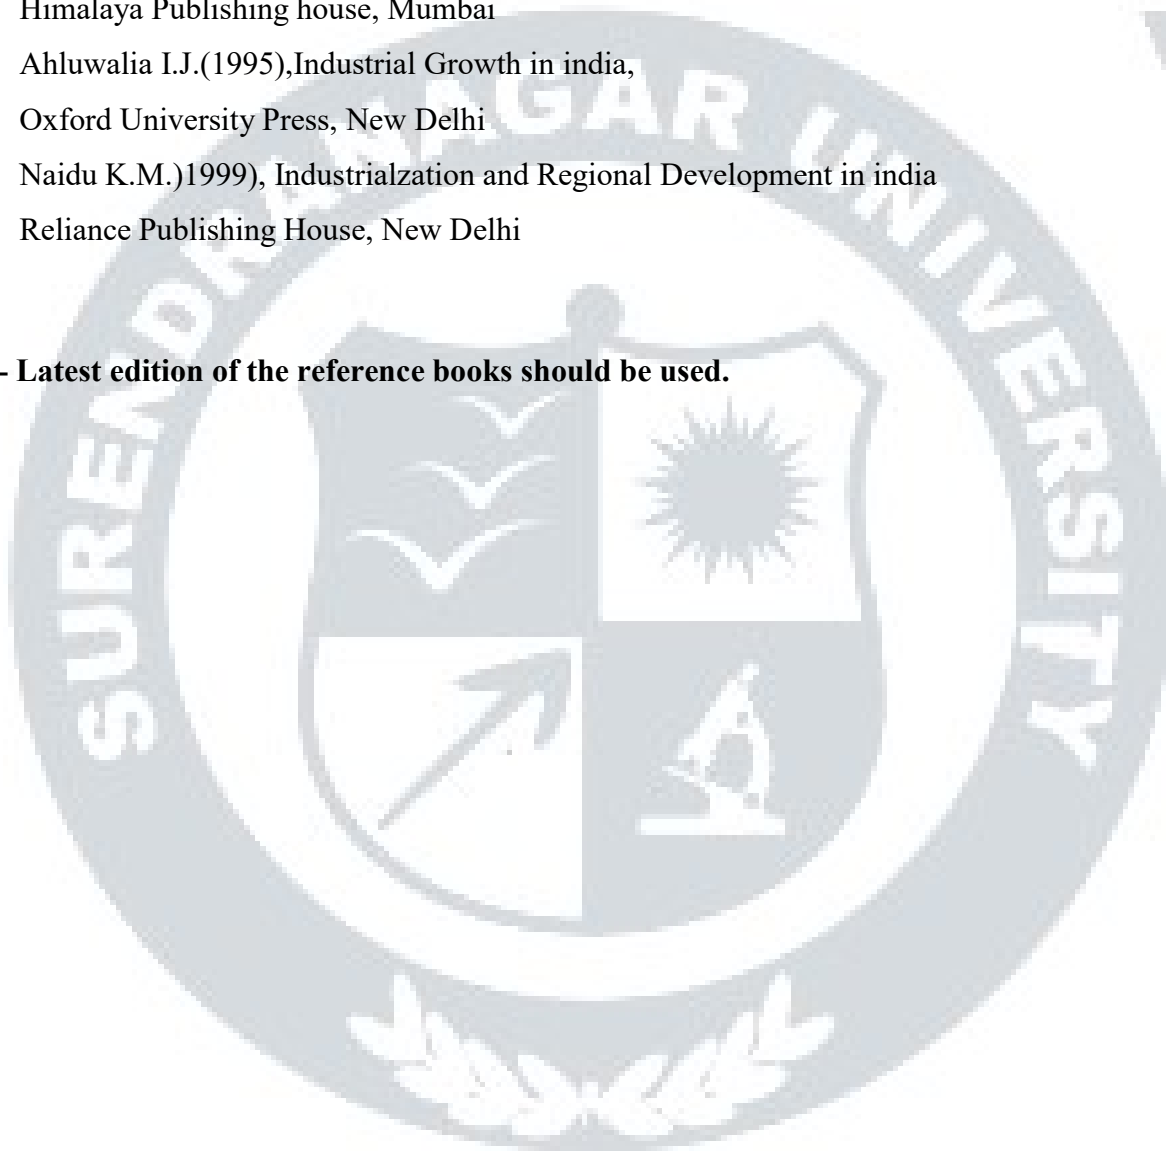 Himalaya Publishing house, Mumbai
Ahluwalia I.J.(1995),Industrial Growth in india,
Oxford University Press, New Delhi
Naidu K.M.)1999), Industrialzation and Regional Development in india
Reliance Publishing House, New Delhi
- Latest edition of the reference books should be used.
SURENDRANAGAR UNIVERSITY